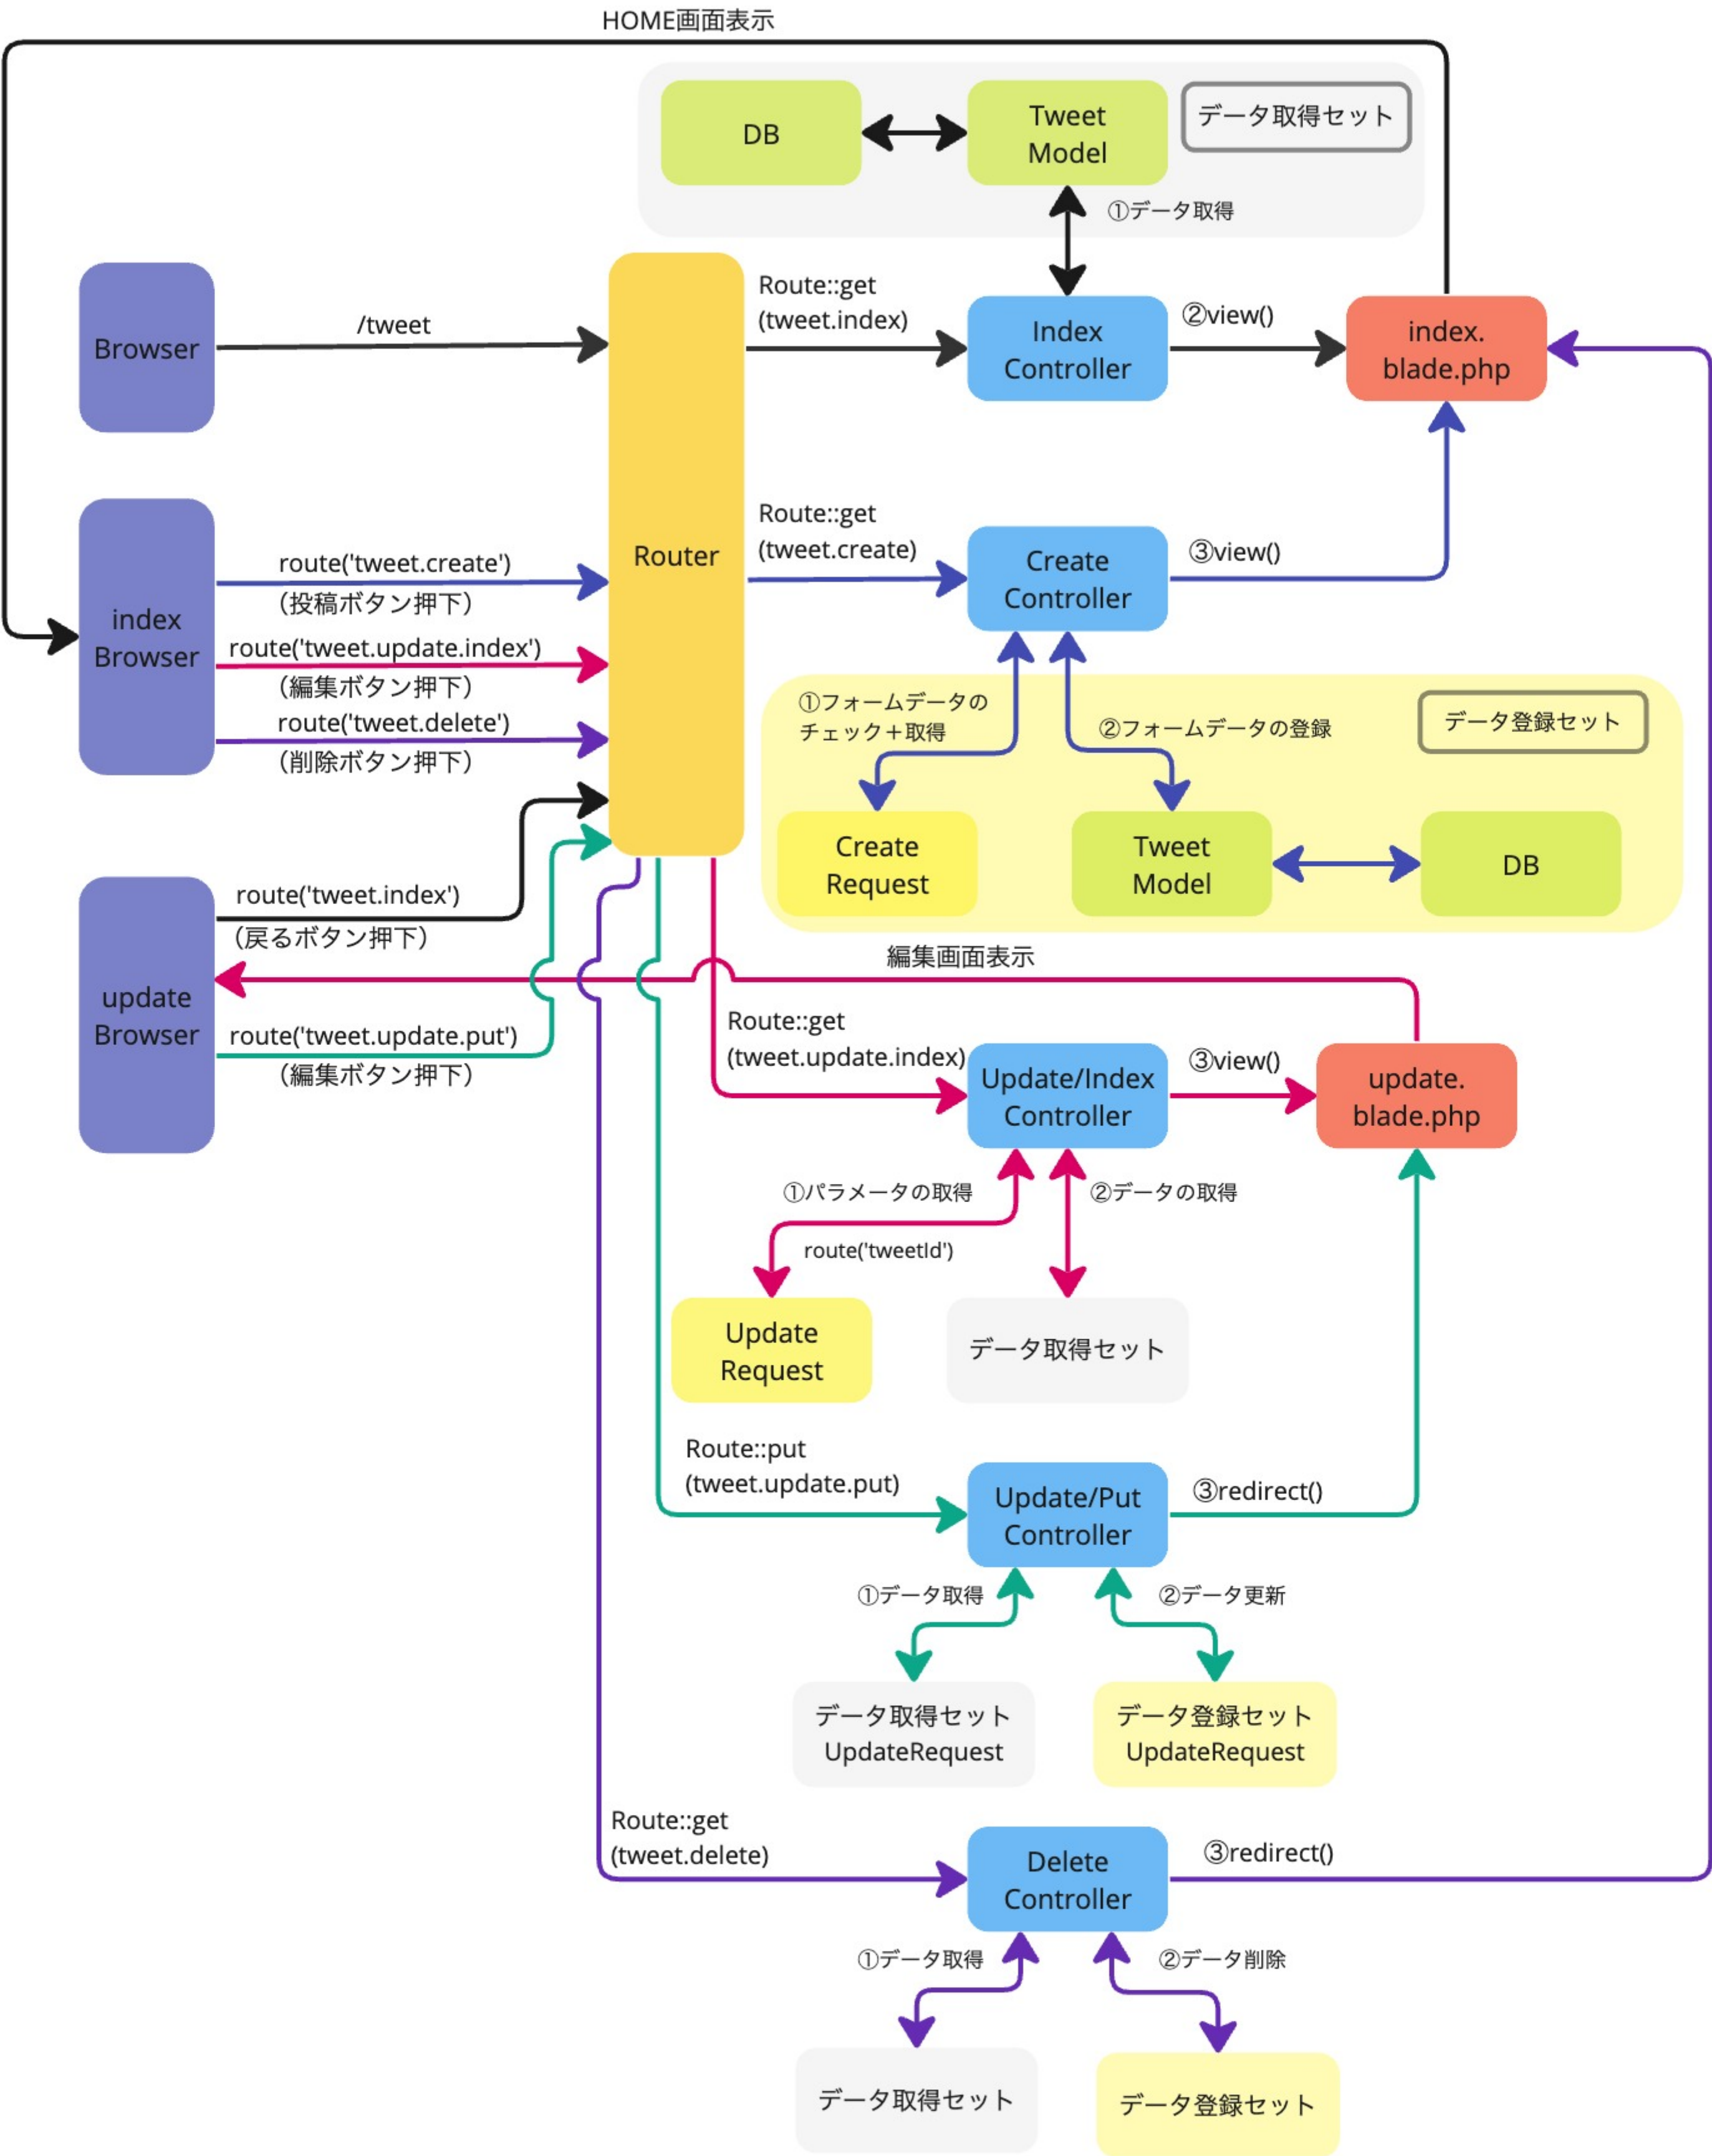 HOME画面表示
DB
Tweet
Model
データ取得セット
①データ取得
Browser
/tweet
Router
Route::get
(tweet.index)
Index
Controller
②view()
index.
blade.php
index
Browser
route('tweet.create')
（投稿ボタン押下）
route('tweet.update.index')
（編集ボタン押下）
route('tweet.delete')
（削除ボタン押下）
Route::get
(tweet.create)
Create
Controller
③view()
①フォームデータの
チェック＋取得
②フォームデータの登録
データ登録セット
Create
Request
Tweet
Model
DB
update
Browser
route('tweet.index')
（戻るボタン押下）
route('tweet.update.put')
（編集ボタン押下）
編集画面表示
Route::get
(tweet.update.index)
Update/Index
Controller
③view()
update.
blade.php
①パラメータの取得
route('tweetId')
②データの取得
Update
Request
データ取得セット
Route::put
(tweet.update.put)
Update/Put
Controller
③redirect()
①データ取得
②データ更新
データ取得セット
UpdateRequest
データ登録セット
UpdateRequest
Route::get
(tweet.delete)
Delete
Controller
③redirect()
①データ取得
②データ削除
データ取得セット
データ登録セット